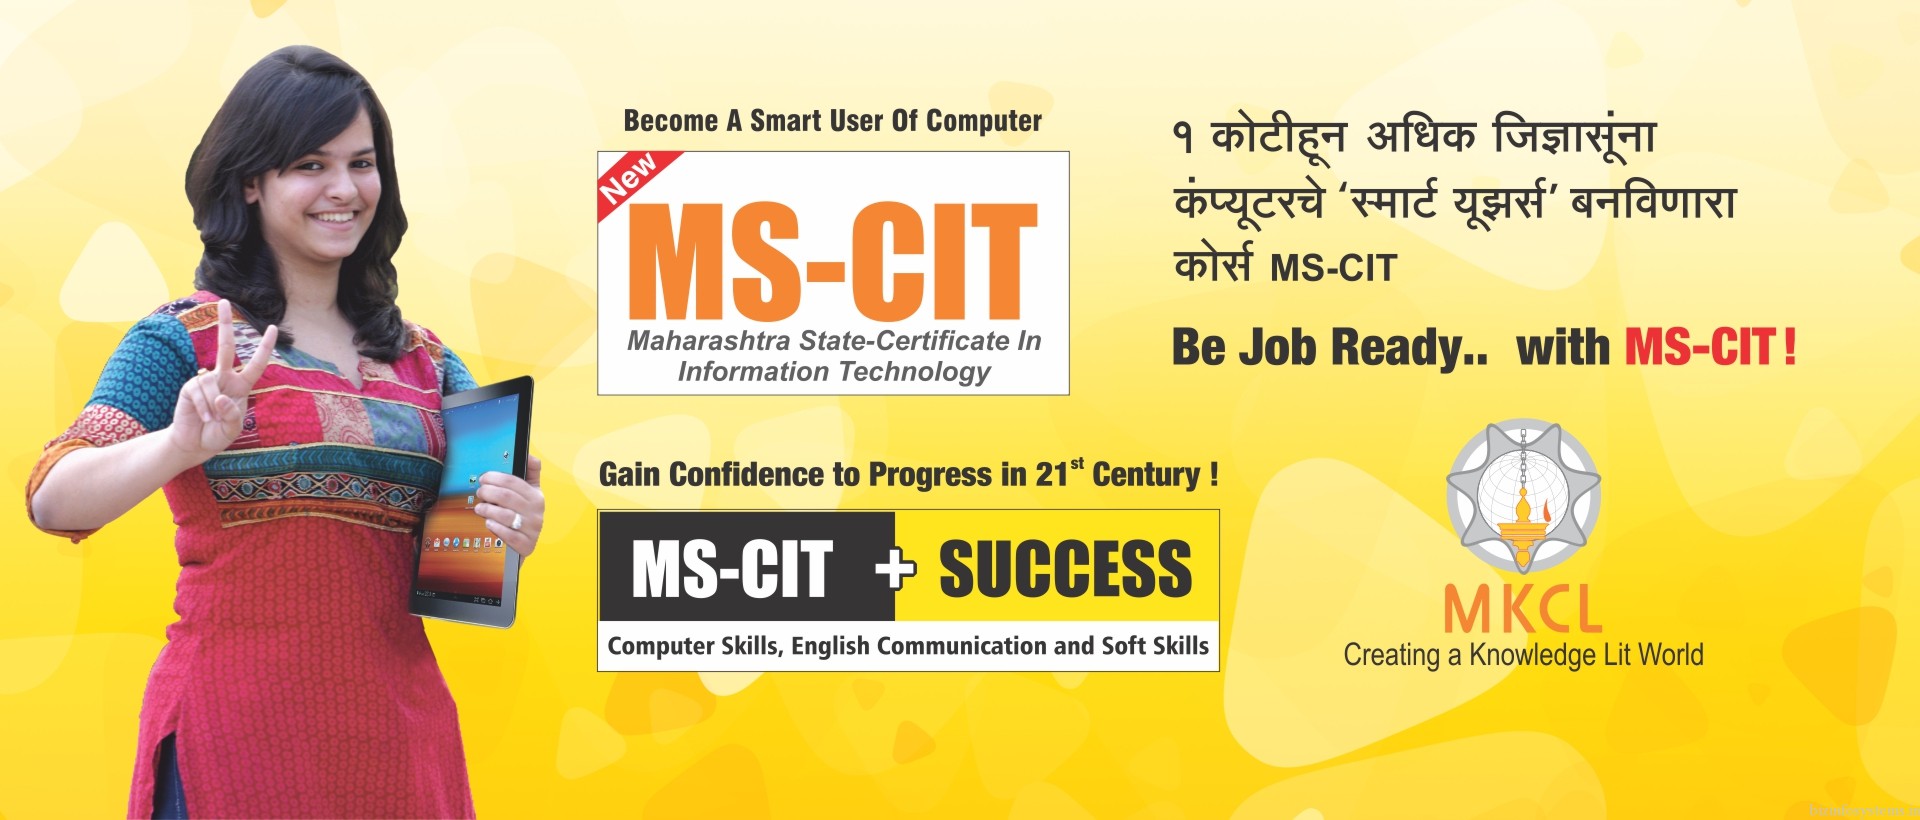 Become A Smart User Of Computer
New
MS-CIT
Maharashtra State-Certificate In
Information Technology
Gain Confidence to Progress in 21st Century !
MS-CIT + SUCCESS
Computer Skills, English Communication and Soft Skills
१ कोटीहून अधिक जिज्ञासूंना
कंप्यूटरचे ‘स्मार्ट यूझर्स’ बनविणारा
कोर्स MS-CIT
Be Job Ready.. with MS-CIT !
MKCL
Creating a Knowledge Lit World